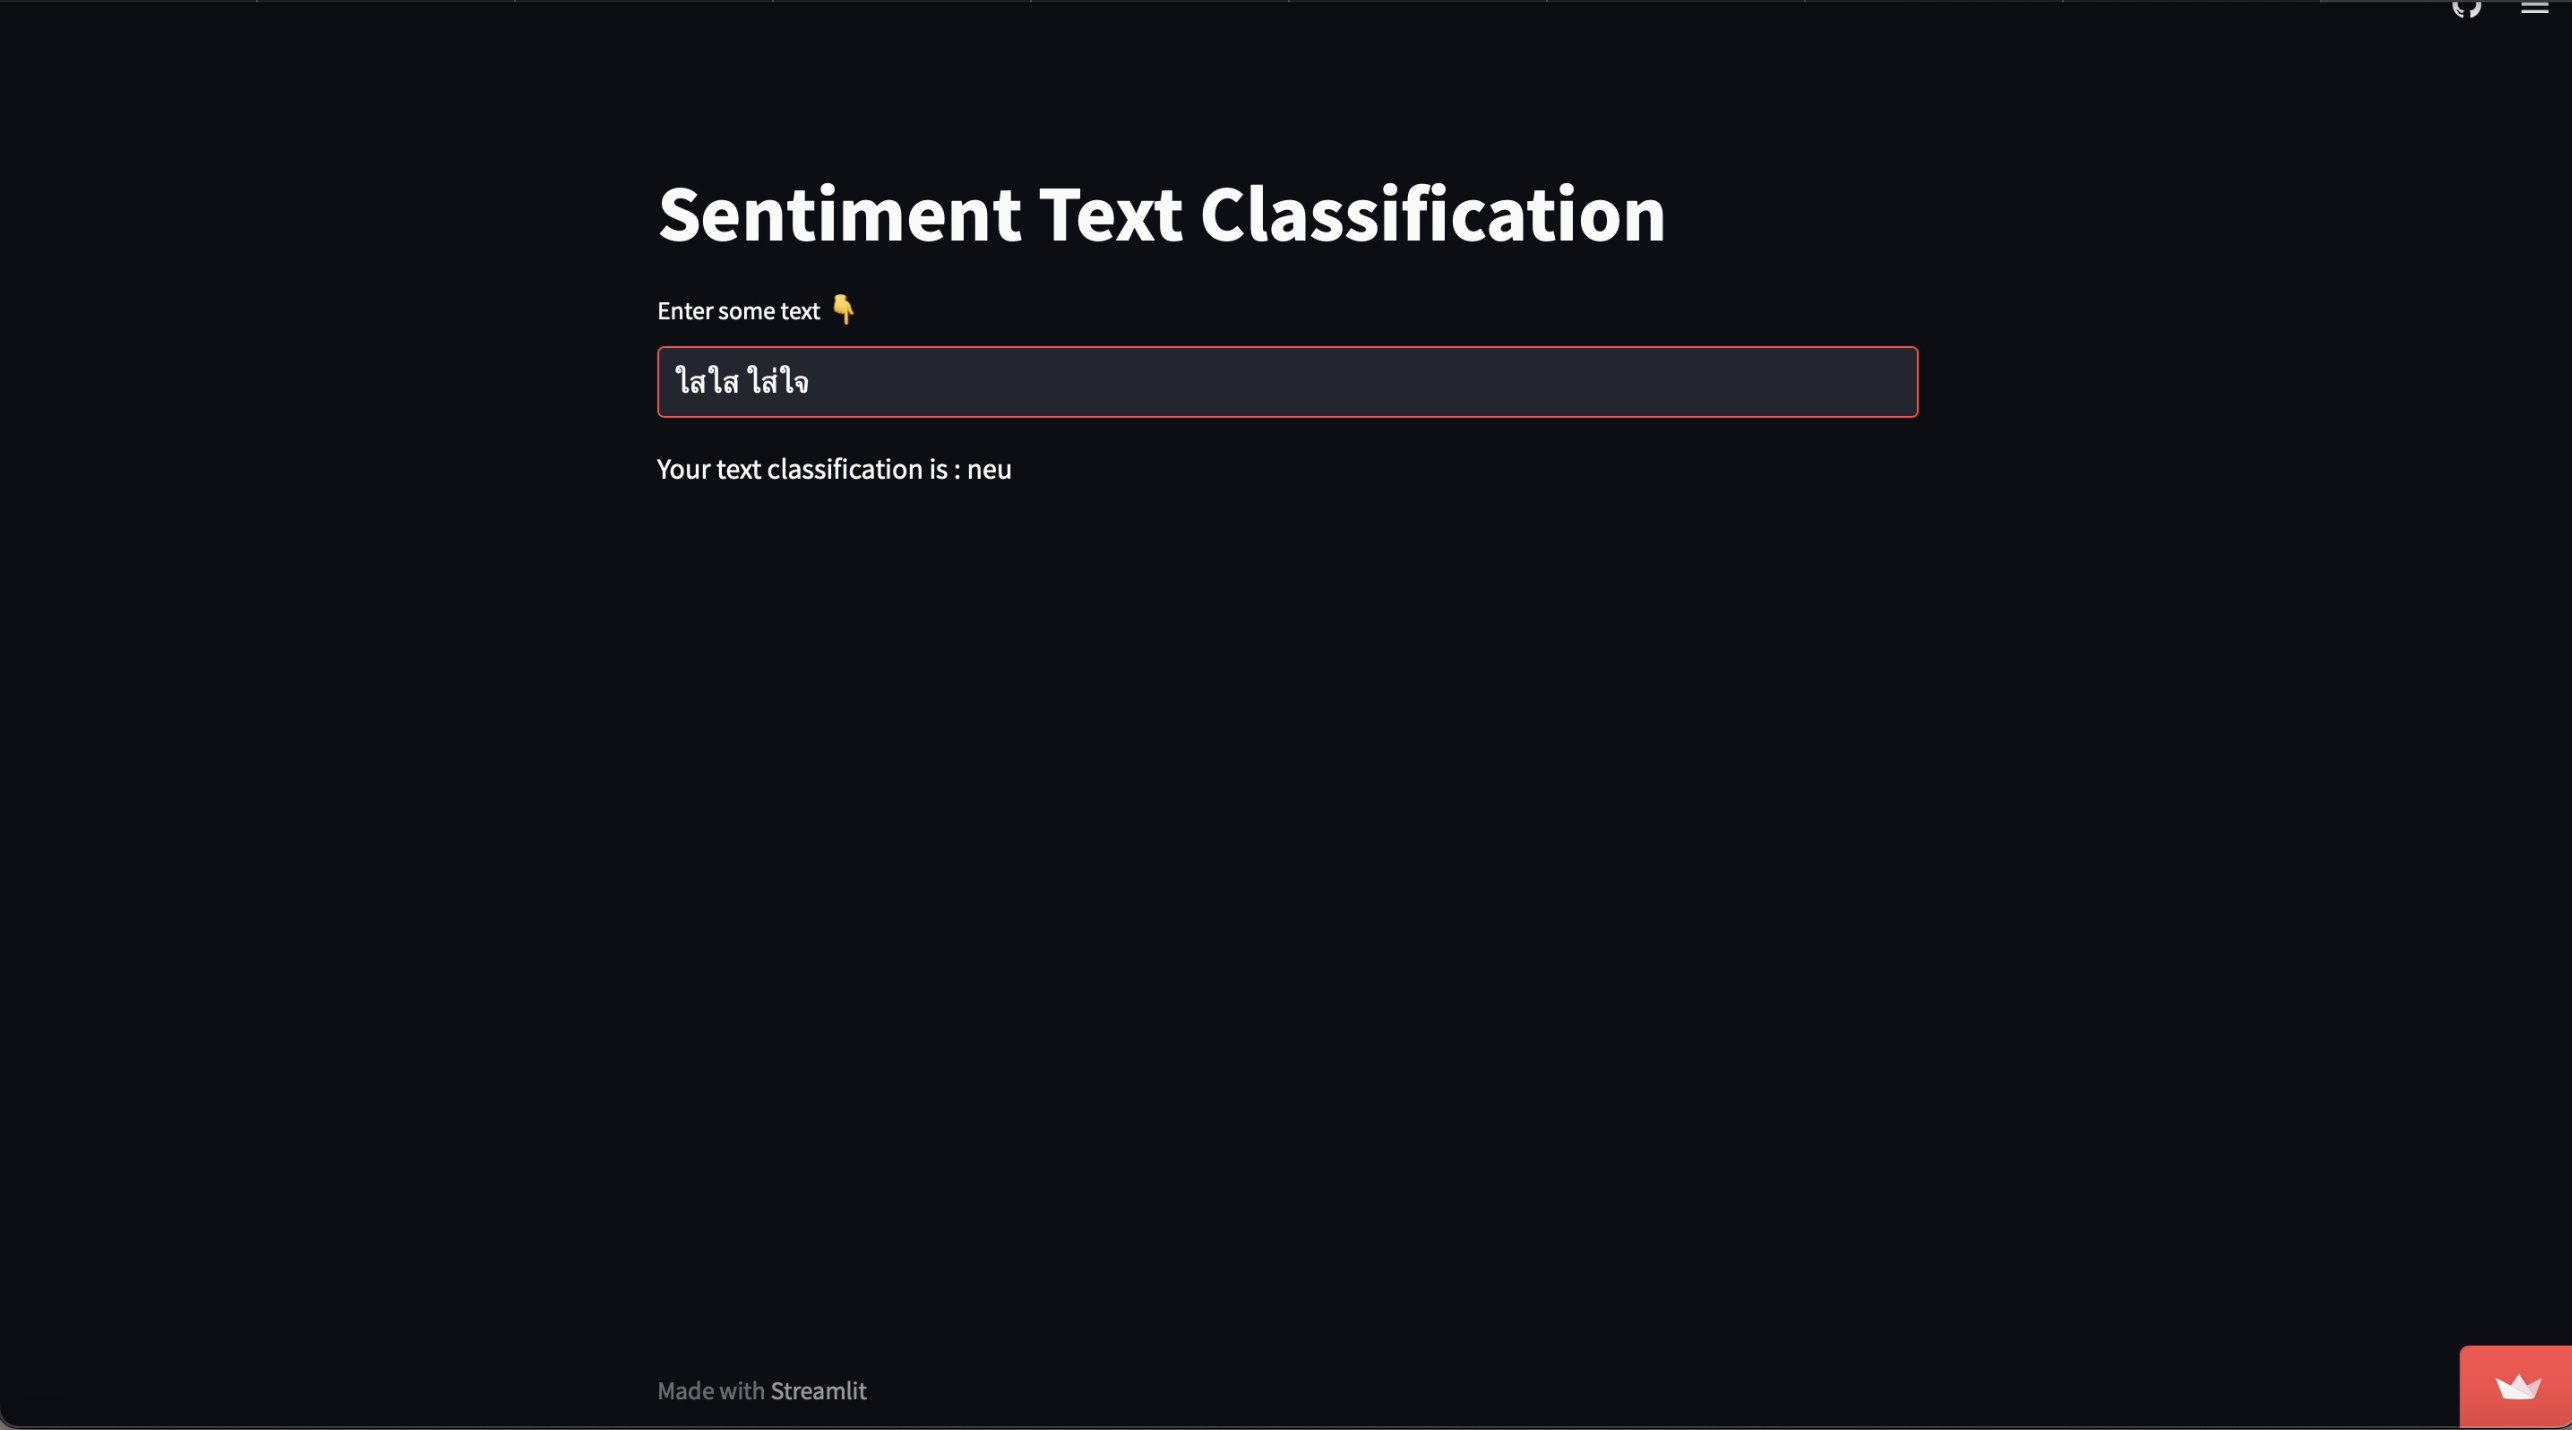 Sentiment Text Classification
Enter some text 👇
ใสใส ใส่ใจ
Your text classification is : neu
Made with Streamlit